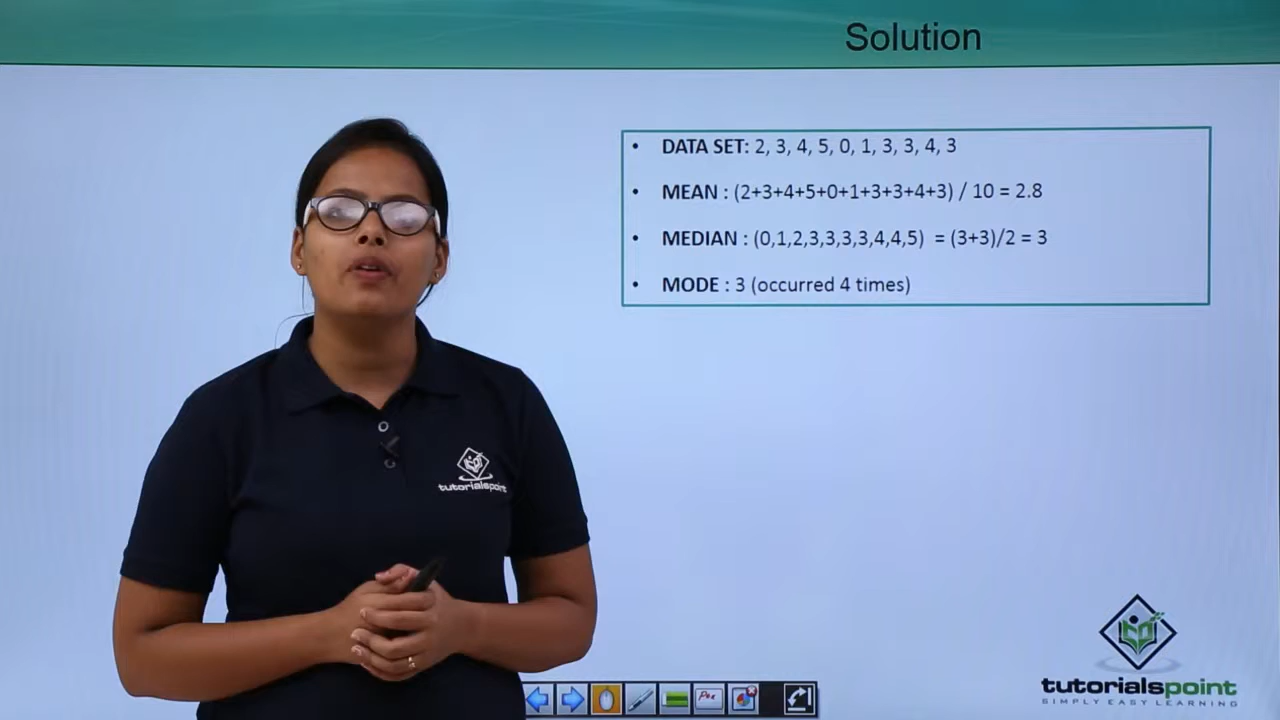 Solution
• DATA SET: 2, 3, 4, 5, 0, 1, 3, 3, 4, 3
• MEAN : (2+3+4+5+0+1+3+3+4+3) / 10 = 2.8
• MEDIAN : (0,1,2,3,3,3,3,4,4,5) = (3+3)/2 = 3
• MODE : 3 (occurred 4 times)
tutorialspoint
Pen
tutorialspoint
SIMPLY EASY LEARNING